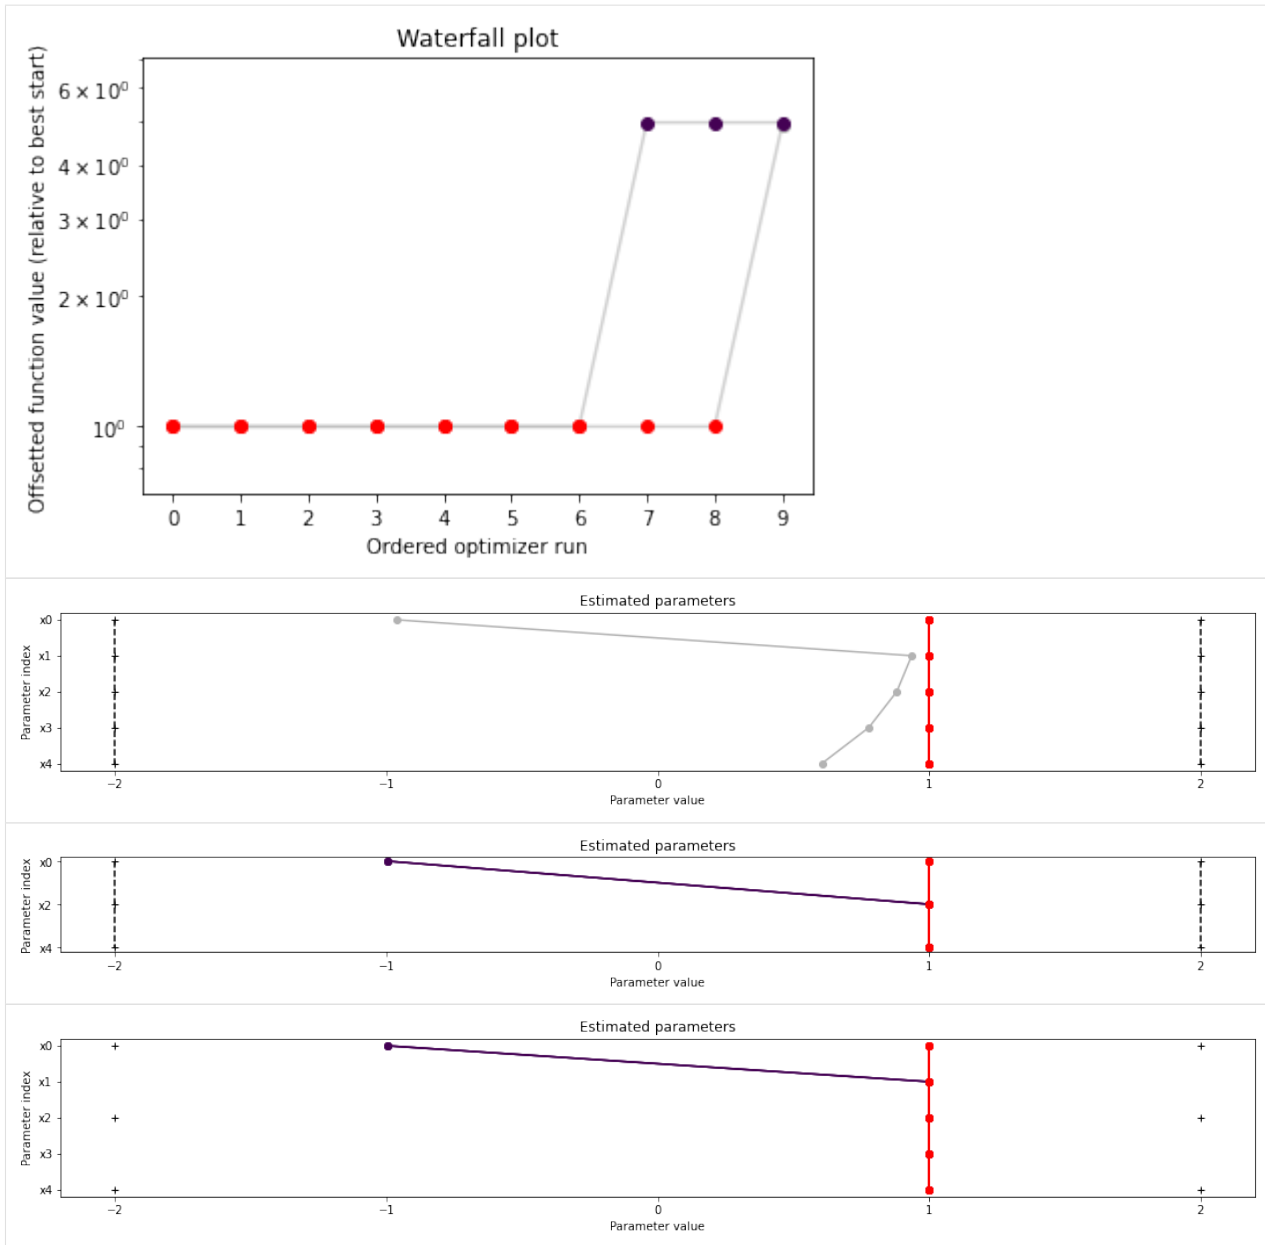 Waterfall plot
Offsetted function value (relative to best start)
6 × 10⁰
4 × 10⁰
3 × 10⁰
2 × 10⁰
10⁰
0 1 2 3 4 5 6 7 8 9
Ordered optimizer run
Estimated parameters
Parameter index
x0
x1
x2
x3
x4
−2 −1 0 1 2
Parameter value
Estimated parameters
Parameter index
x0
x2
x4
−2 −1 0 1 2
Parameter value
Estimated parameters
Parameter index
x0
x1
x2
x3
x4
−2 −1 0 1 2
Parameter value